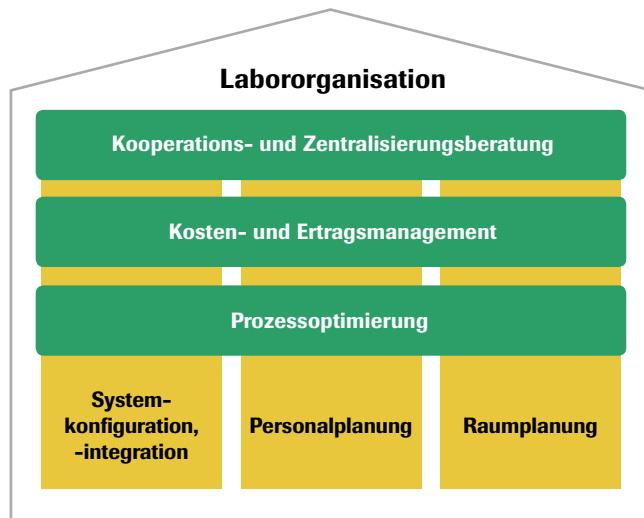 Labororganisation
Kooperations- und Zentralisierungsberatung
Kosten- und Ertragsmanagement
Prozessoptimierung
System-
konfiguration,
-integration
Personalplanung
Raumplanung